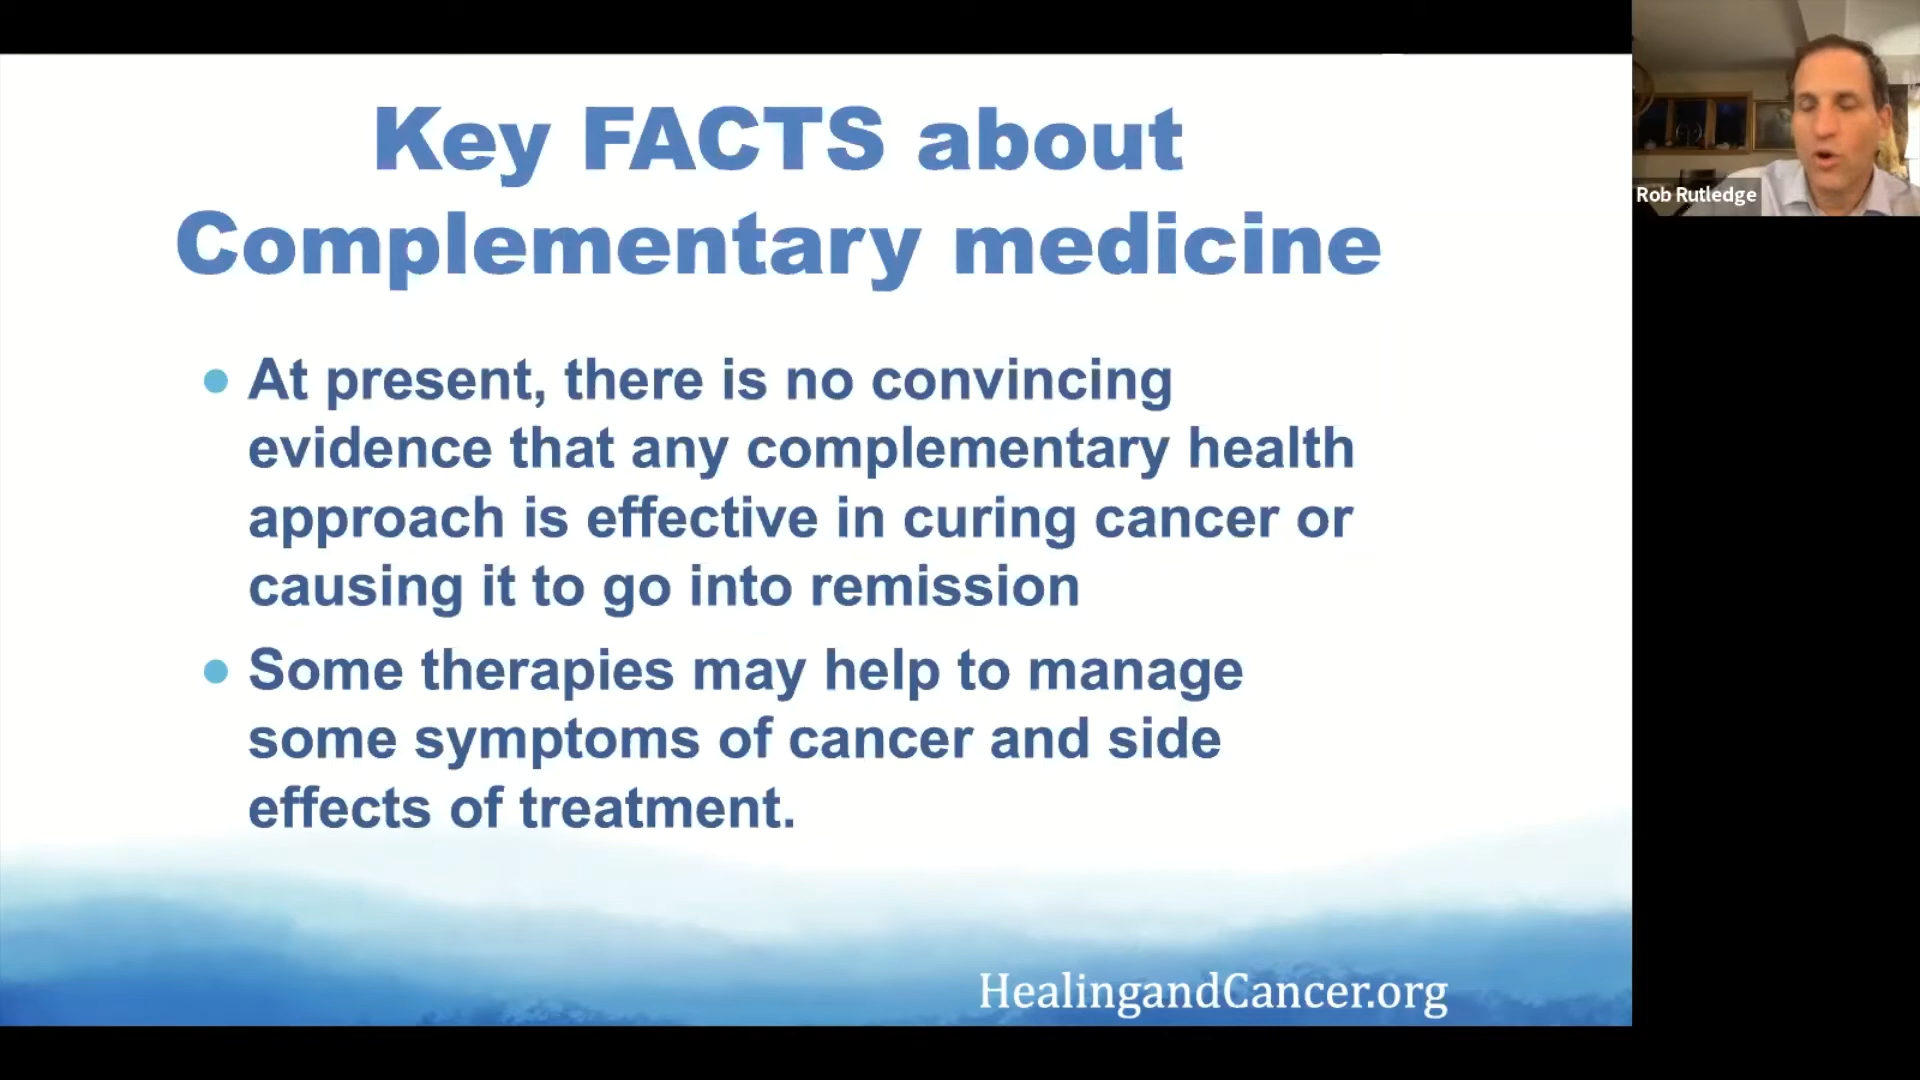 Key FACTS about
Complementary medicine
• At present, there is no convincing
evidence that any complementary health
approach is effective in curing cancer or
causing it to go into remission
• Some therapies may help to manage
some symptoms of cancer and side
effects of treatment.
HealingandCancer.org
Rob Rutledge